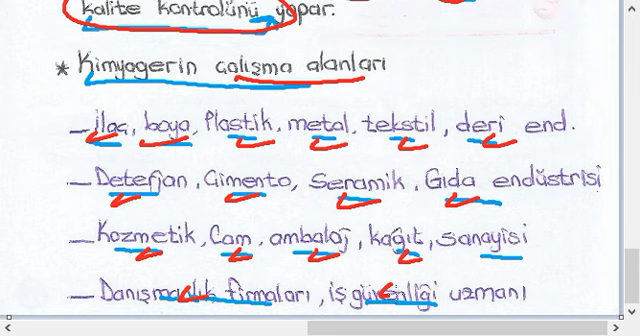 kalite kontrolünü yapar.
* Kimyagerin çalışma alanları
— İlaç, boya, Plastik, metal, tekstil, deri end.
— Deterjan, Çimento, Seramik, Gıda endüstrisi
— Kozmetik, Cam, ambalaj, kağıt, sanayisi
— Danışmanlık firmaları, iş güvenliği uzmanı